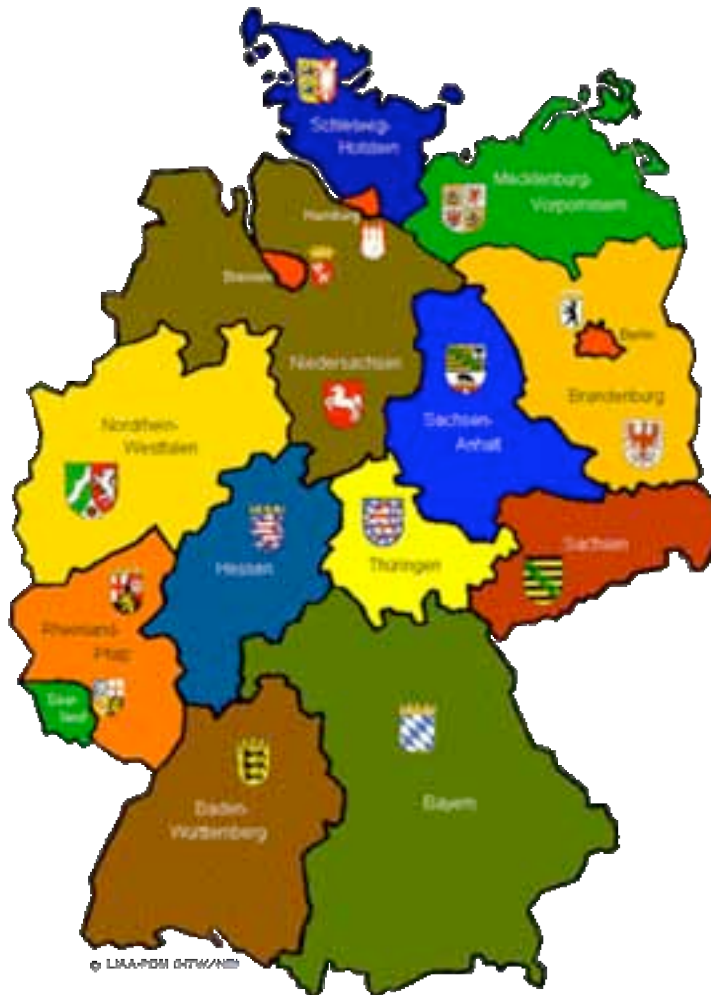 Schleswig-
Holstein
Mecklenburg-
Vorpommern
Hamburg
Bremen
Berlin
Niedersachsen
Brandenburg
Sachsen-
Anhalt
Nordrhein-
Westfalen
Sachsen
Hessen
Thüringen
Rheinland-
Pfalz
Saar-
land
Bayern
Baden-
Württemberg